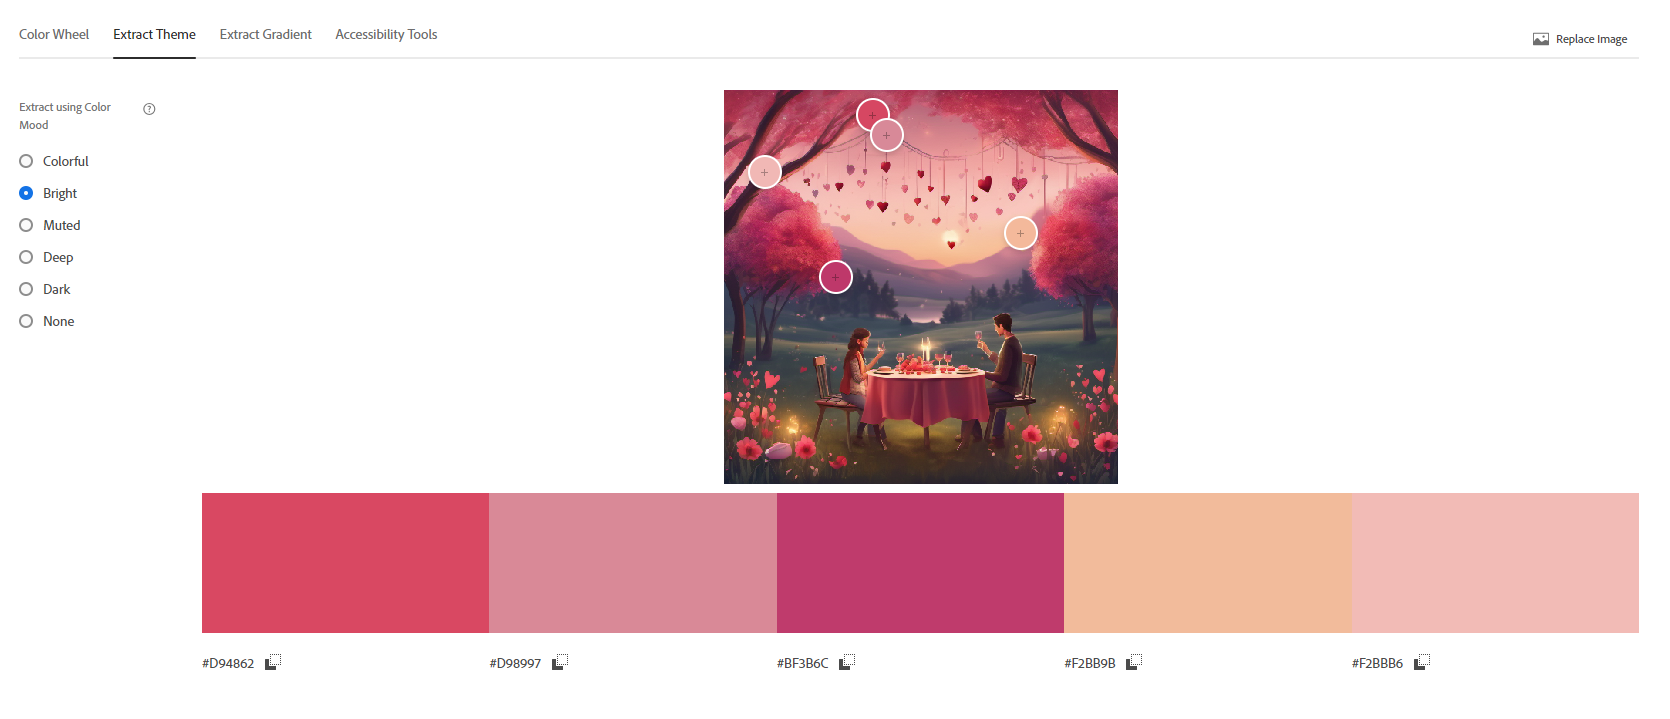 Color Wheel Extract Theme Extract Gradient Accessibility Tools
Replace Image
Extract using Color
Mood
Colorful
Bright
Muted
Deep
Dark
None
#D94862 #D98997 #BF3B6C #F2BB9B #F2BBB6